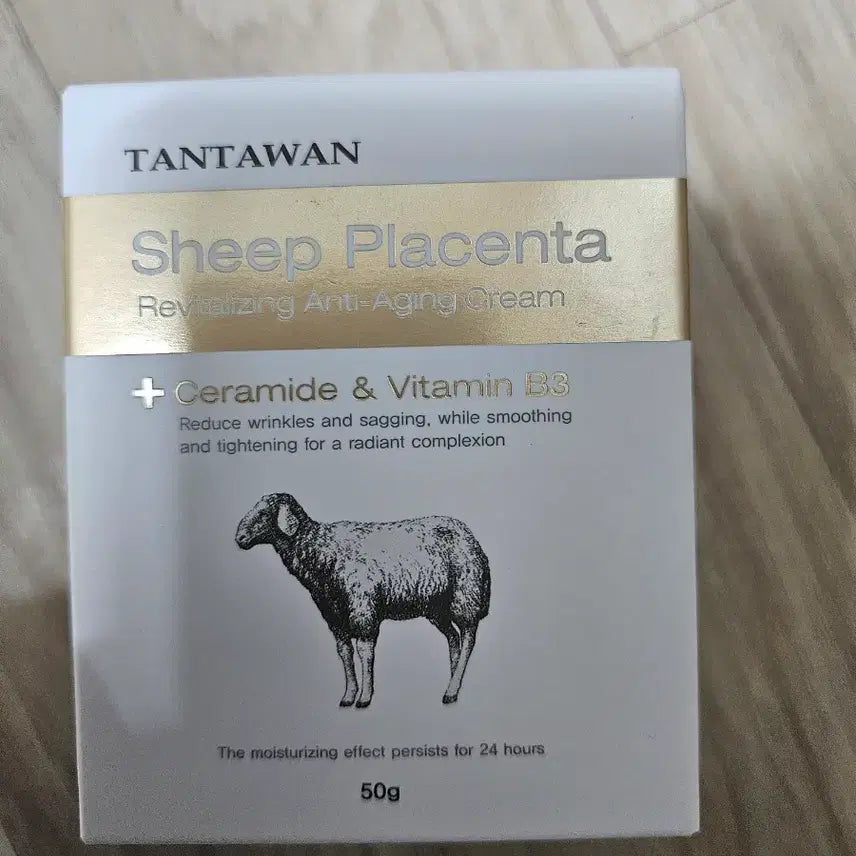 TANTAWAN
Sheep Placenta
Revitalizing Anti-Aging Cream
+ Ceramide & Vitamin B3
Reduce wrinkles and sagging, while smoothing
and tightening for a radiant complexion
The moisturizing effect persists for 24 hours
50g